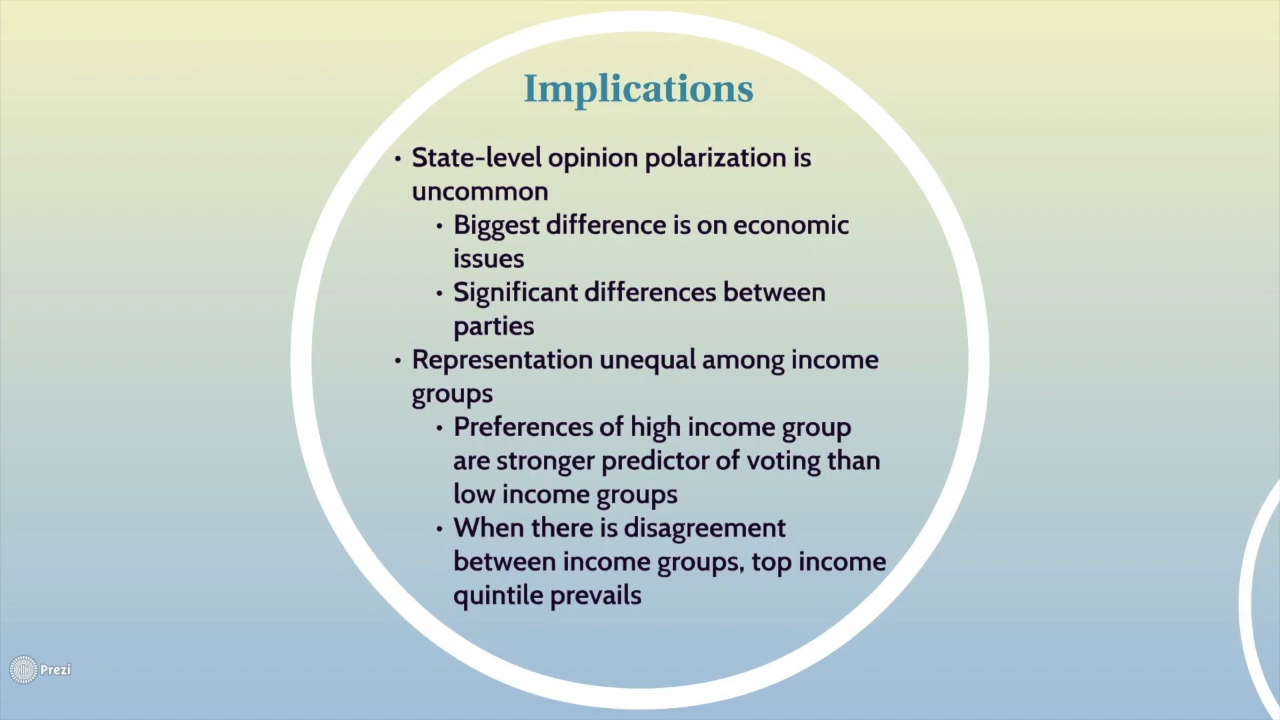 Implications
• State-level opinion polarization is
uncommon
• Biggest difference is on economic
issues
• Significant differences between
parties
• Representation unequal among income
groups
• Preferences of high income group
are stronger predictor of voting than
low income groups
• When there is disagreement
between income groups, top income
quintile prevails
Prezi